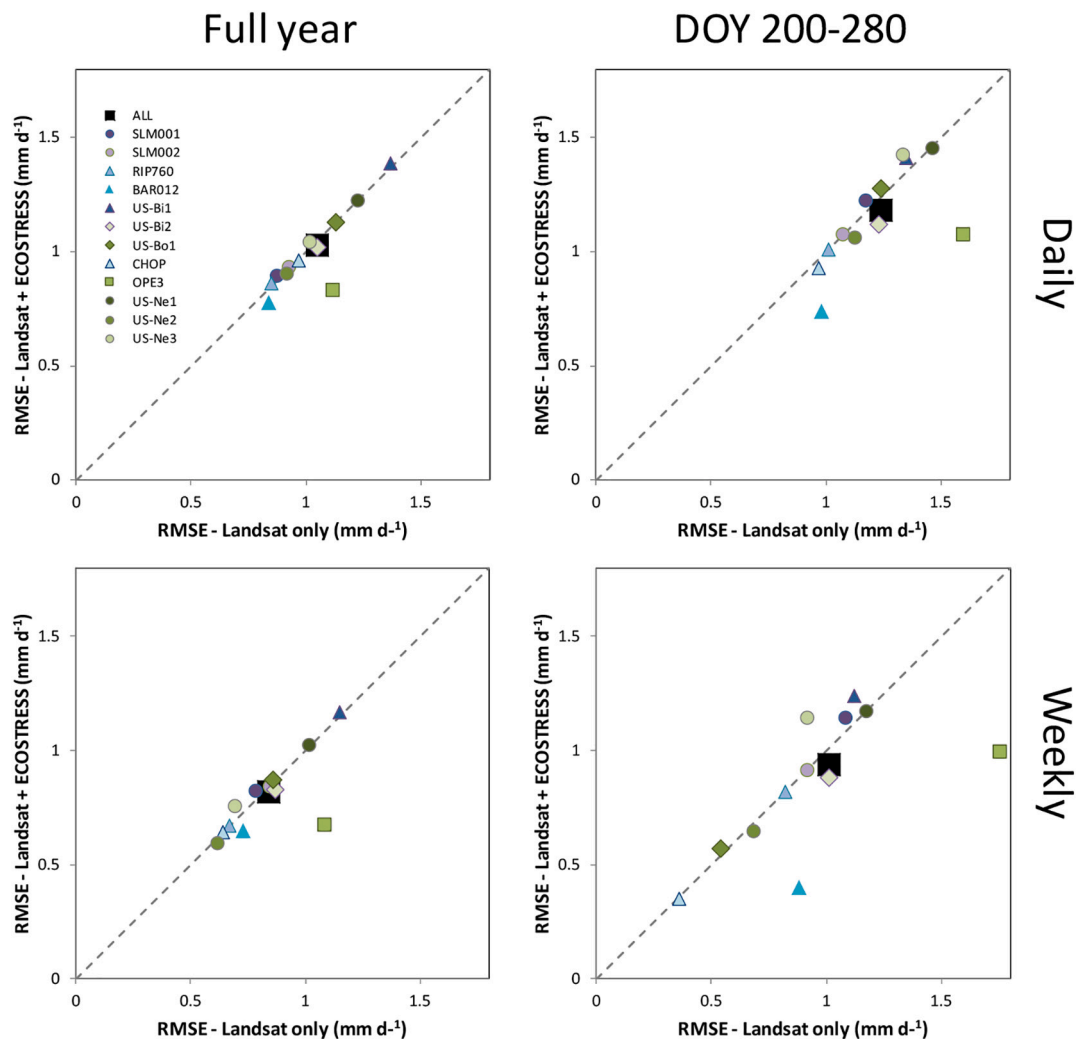 Full year
DOY 200-280
RMSE - Landsat + ECOSTRESS (mm d-1)
1.5
1
0.5
0
ALL
SLM001
SLM002
RIP760
BAR012
US-Bi1
US-Bi2
US-Bo1
CHOP
OPE3
US-Ne1
US-Ne2
US-Ne3
0
0.5
1
1.5
RMSE - Landsat only (mm d-1)
RMSE - Landsat + ECOSTRESS (mm d-1)
1.5
1
0.5
0
0
0.5
1
1.5
RMSE - Landsat only (mm d-1)
Daily
RMSE - Landsat + ECOSTRESS (mm d-1)
1.5
1
0.5
0
0
0.5
1
1.5
RMSE - Landsat only (mm d-1)
RMSE - Landsat + ECOSTRESS (mm d-1)
1.5
1
0.5
0
0
0.5
1
1.5
RMSE - Landsat only (mm d-1)
Weekly